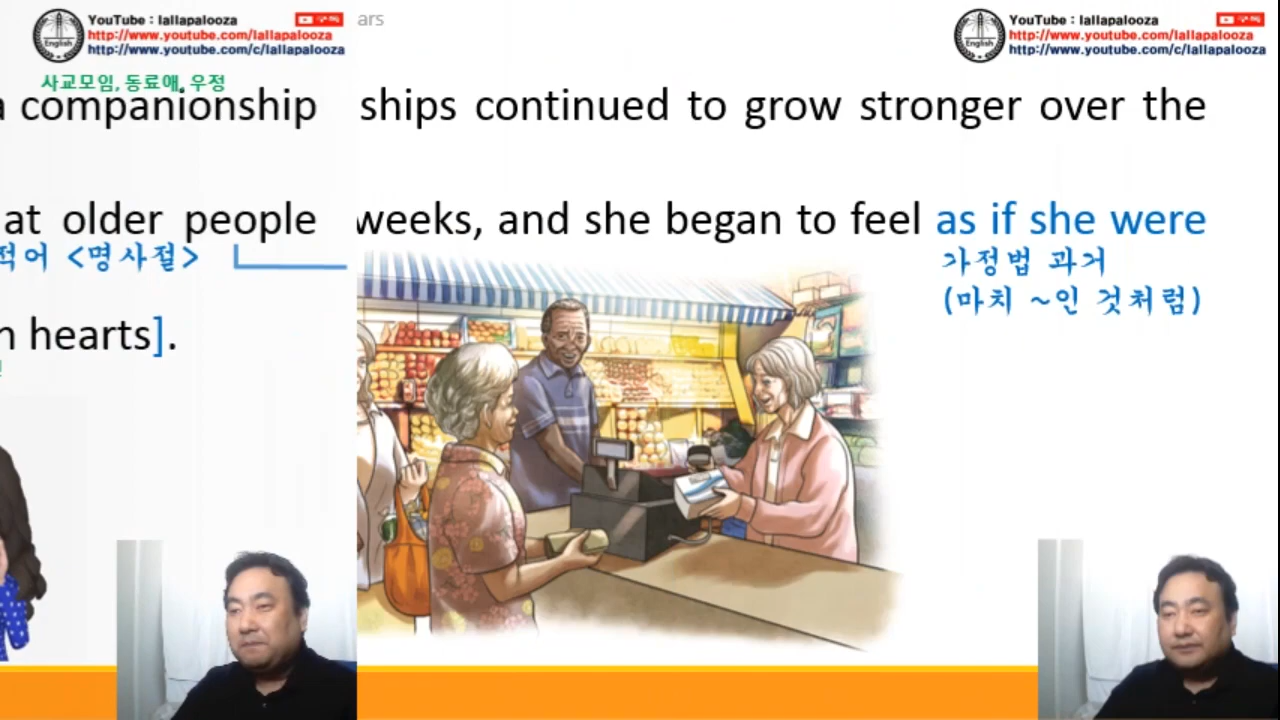 YouTube : lallapalooza
http://www.youtube.com/lallapalooza
http://www.youtube.com/c/lallapalooza
English
사교모임, 동료애, 우정
a companionship
at older people
적어 <명사절>
hearts].
ars
YouTube : lallapalooza
http://www.youtube.com/lallapalooza
http://www.youtube.com/c/lallapalooza
English
ships continued to grow stronger over the
weeks, and she began to feel as if she were
가정법 과거
(마치 ~인 것처럼)